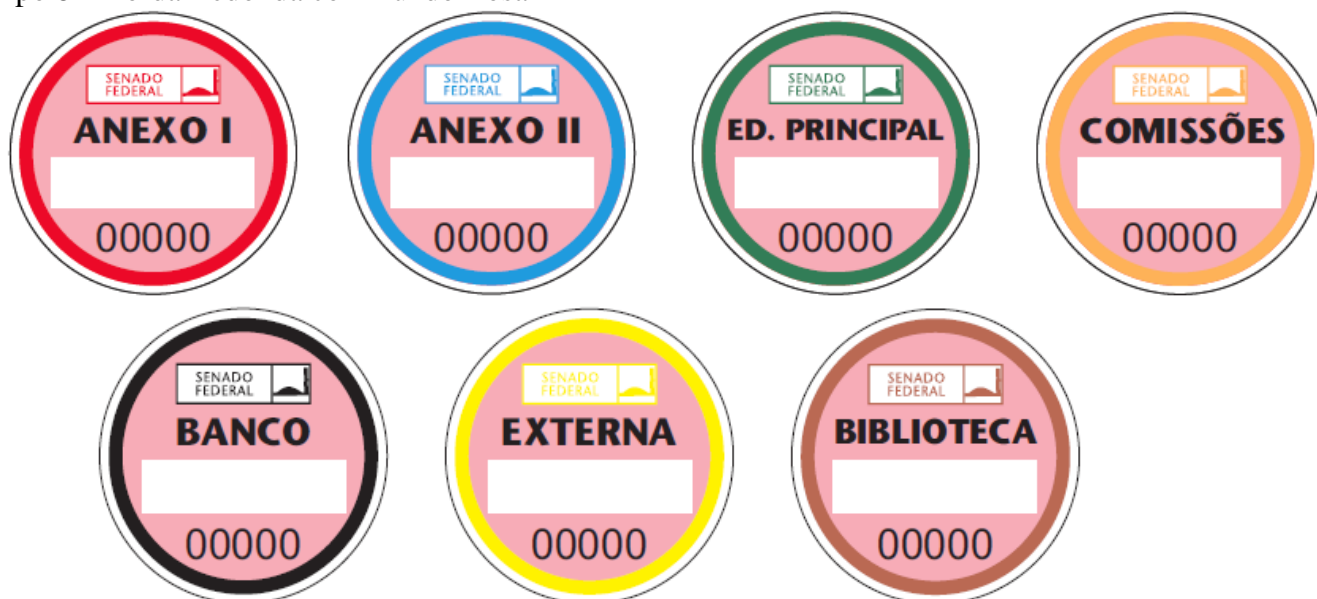 SENADO
FEDERAL
ANEXO I
00000
SENADO
FEDERAL
ANEXO II
00000
SENADO
FEDERAL
ED. PRINCIPAL
00000
SENADO
FEDERAL
COMISSÕES
00000
SENADO
FEDERAL
BANCO
00000
SENADO
FEDERAL
EXTERNA
00000
SENADO
FEDERAL
BIBLIOTECA
00000